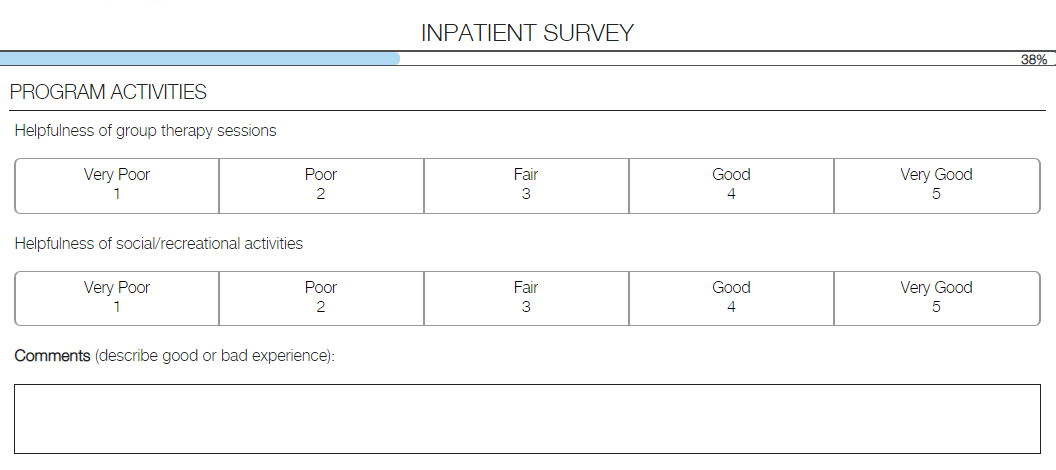 INPATIENT SURVEY
38%
PROGRAM ACTIVITIES
Helpfulness of group therapy sessions
Very Poor Poor Fair Good Very Good
1 2 3 4 5
Helpfulness of social/recreational activities
Very Poor Poor Fair Good Very Good
1 2 3 4 5
Comments (describe good or bad experience):